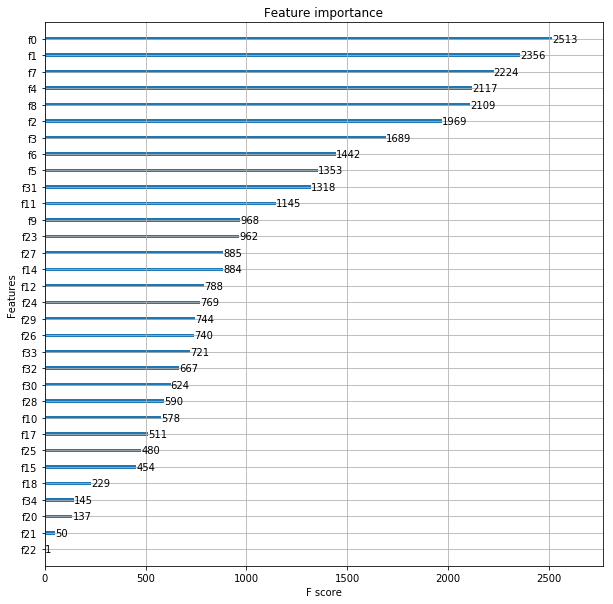 Feature importance
f0 2513
f1 2356
f7 2224
f4 2117
f8 2109
f2 1969
f3 1689
f6 1442
f5 1353
f31 1318
f11 1145
f9 968
f23 962
f27 885
f14 884
f12 788
f24 769
f29 744
f26 740
f33 721
f32 667
f30 624
f28 590
f10 578
f17 511
f25 480
f15 454
f18 229
f34 145
f20 137
f21 50
f22 1
Features
0 500 1000 1500 2000 2500
F score